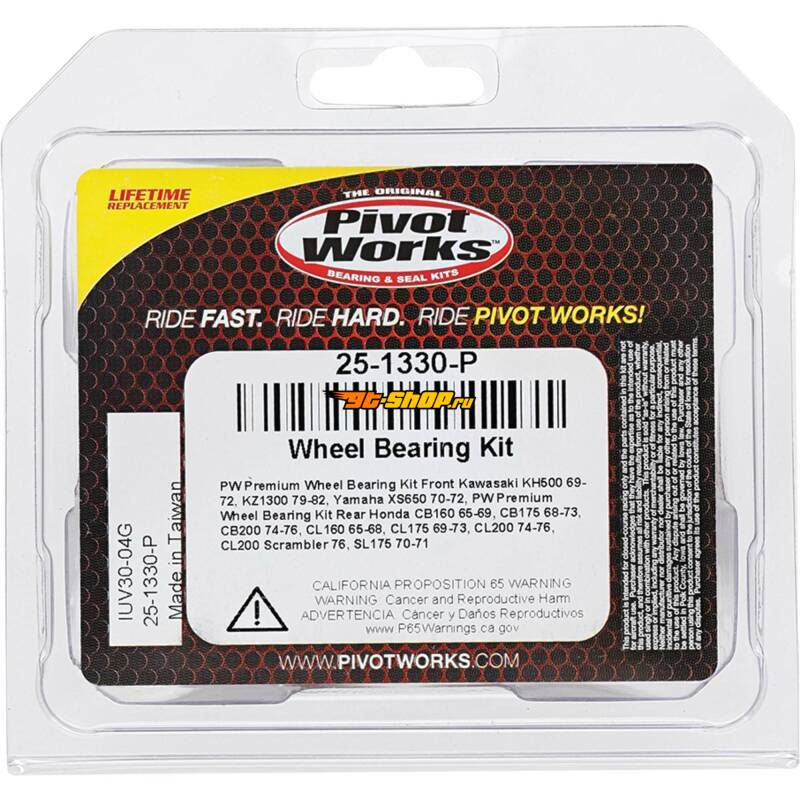 LIFETIME
REPLACEMENT
THE ORIGINAL
Pivot
Works™
BEARING & SEAL KITS
RIDE FAST. RIDE HARD. RIDE PIVOT WORKS!
25-1330-P
9G-SHOP.ru
Wheel Bearing Kit
PW Premium Wheel Bearing Kit Front Kawasaki KH500 69-
72, KZ1300 79-82, Yamaha XS650 70-72, PW Premium
Wheel Bearing Kit Rear Honda CB160 65-69, CB175 68-73,
CB200 74-76, CL160 65-68, CL175 69-73, CL200 74-76,
CL200 Scrambler 76, SL175 70-71
CALIFORNIA PROPOSITION 65 WARNING
WARNING: Cancer and Reproductive Harm
ADVERTENCIA: Cáncer y Daños Reproductivos
www.P65Warnings.ca.gov
IUV30-04G
25-1330-P
Made in Taiwan
WWW.PIVOTWORKS.COM